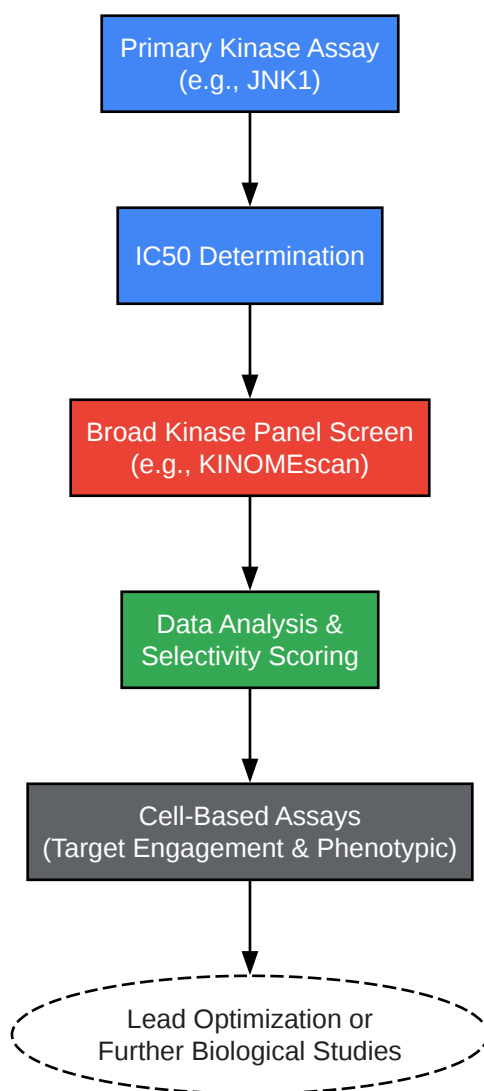 Primary Kinase Assay
(e.g., JNK1)
IC50 Determination
Broad Kinase Panel Screen
(e.g., KINOMEscan)
Data Analysis &
Selectivity Scoring
Cell-Based Assays
(Target Engagement & Phenotypic)
Lead Optimization or
Further Biological Studies